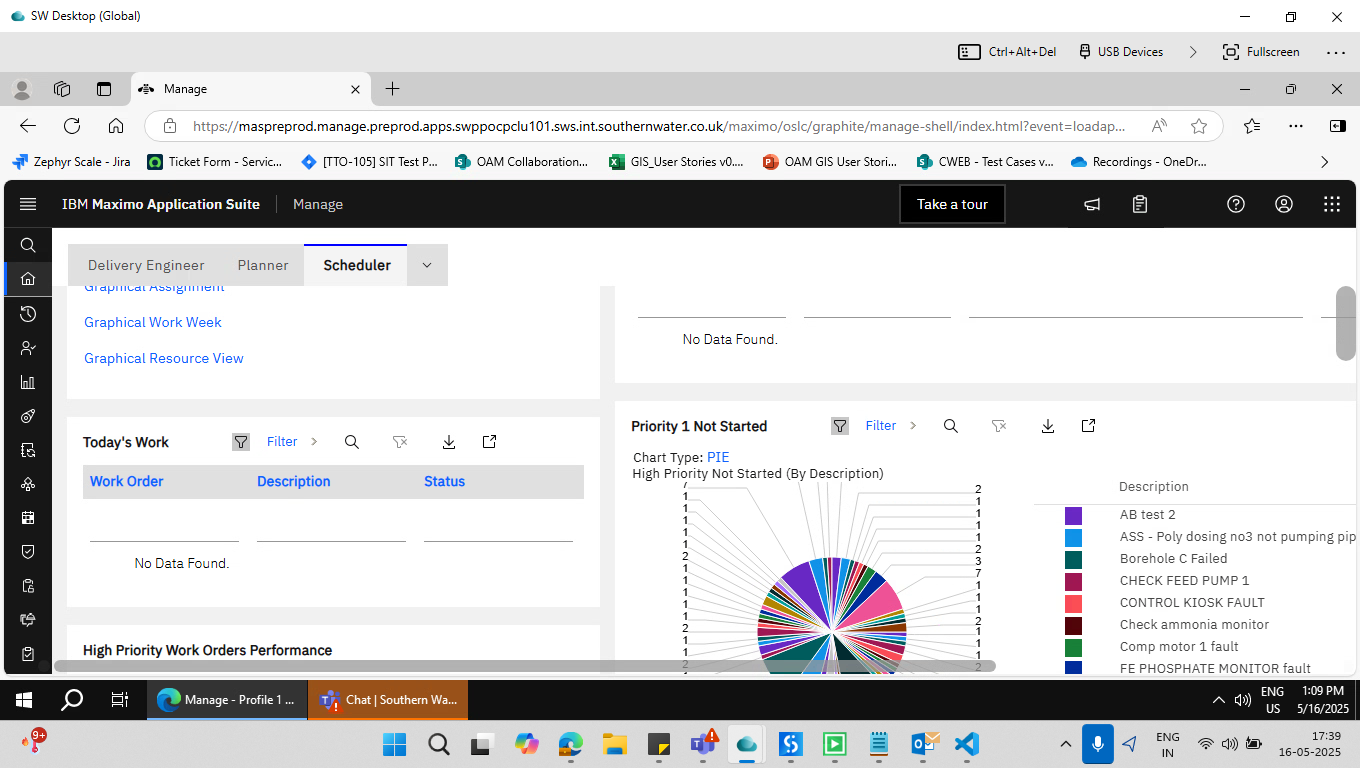 SW Desktop (Global)
Ctrl+Alt+Del
USB Devices
Fullscreen
Manage
https://maspreprod.manage.preprod.apps.swppocpclu101.sws.int.southernwater.co.uk/maximo/oslc/graphite/manage-shell/index.html?event=loadap...
Zephyr Scale - Jira
Ticket Form - Servic...
[TTO-105] SIT Test P...
OAM Collaboration...
GIS_User Stories v0....
OAM GIS User Stori...
CWEB - Test Cases v...
Recordings - OneDr...
IBM Maximo Application Suite
Manage
Take a tour
Delivery Engineer
Planner
Scheduler
Graphical Assignment
Graphical Work Week
Graphical Resource View
No Data Found.
Today's Work
Filter
Work Order
Description
Status
No Data Found.
High Priority Work Orders Performance
Priority 1 Not Started
Filter
Chart Type: PIE
High Priority Not Started (By Description)
7
1
1
1
1
1
2
1
1
1
1
1
2
1
1
2
2
1
1
1
1
2
3
7
1
1
1
2
1
1
2
Description
AB test 2
ASS - Poly dosing no3 not pumping pip
Borehole C Failed
CHECK FEED PUMP 1
CONTROL KIOSK FAULT
Check ammonia monitor
Comp motor 1 fault
FE PHOSPHATE MONITOR fault
Manage - Profile 1 ...
Chat | Southern Wa...
ENG
US
1:09 PM
5/16/2025
9+
ENG
IN
17:39
16-05-2025